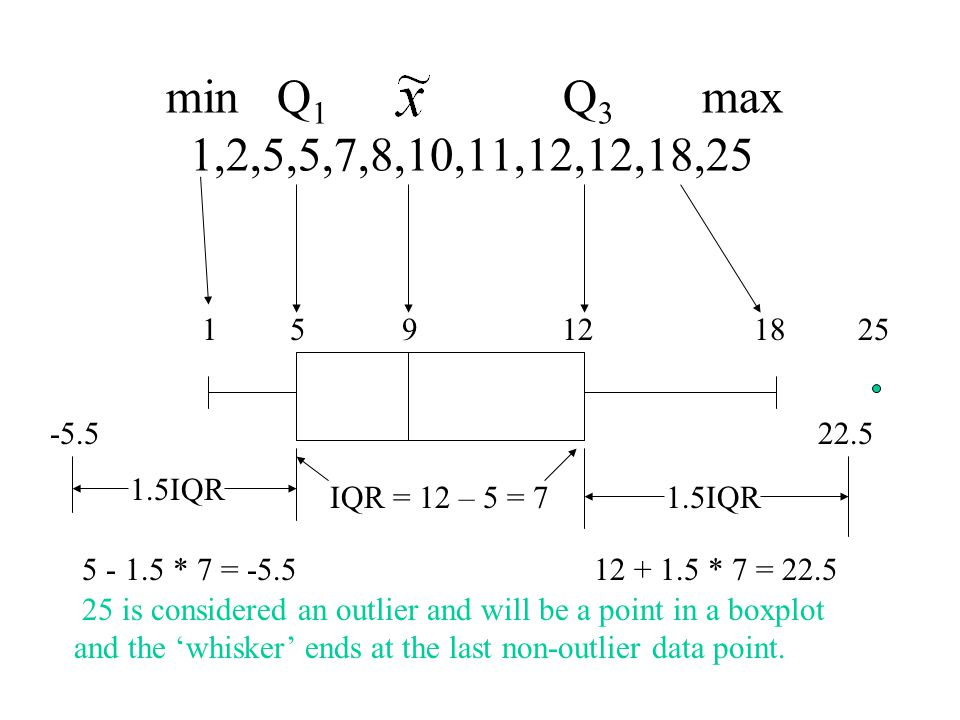 min Q₁ x̃ Q₃ max
1,2,5,5,7,8,10,11,12,12,18,25
1 5 9 12 18 25
-5.5 22.5
1.5IQR IQR = 12 – 5 = 7 1.5IQR
5 - 1.5 * 7 = -5.5 12 + 1.5 * 7 = 22.5
25 is considered an outlier and will be a point in a boxplot
and the ‘whisker’ ends at the last non-outlier data point.